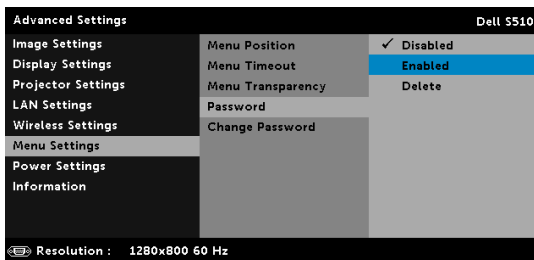 Advanced Settings Dell S510
Image Settings Menu Position ✓ Disabled
Display Settings Menu Timeout Enabled
Projector Settings Menu Transparency Delete
LAN Settings Password
Wireless Settings Change Password
Menu Settings
Power Settings
Information
Resolution : 1280x800 60 Hz